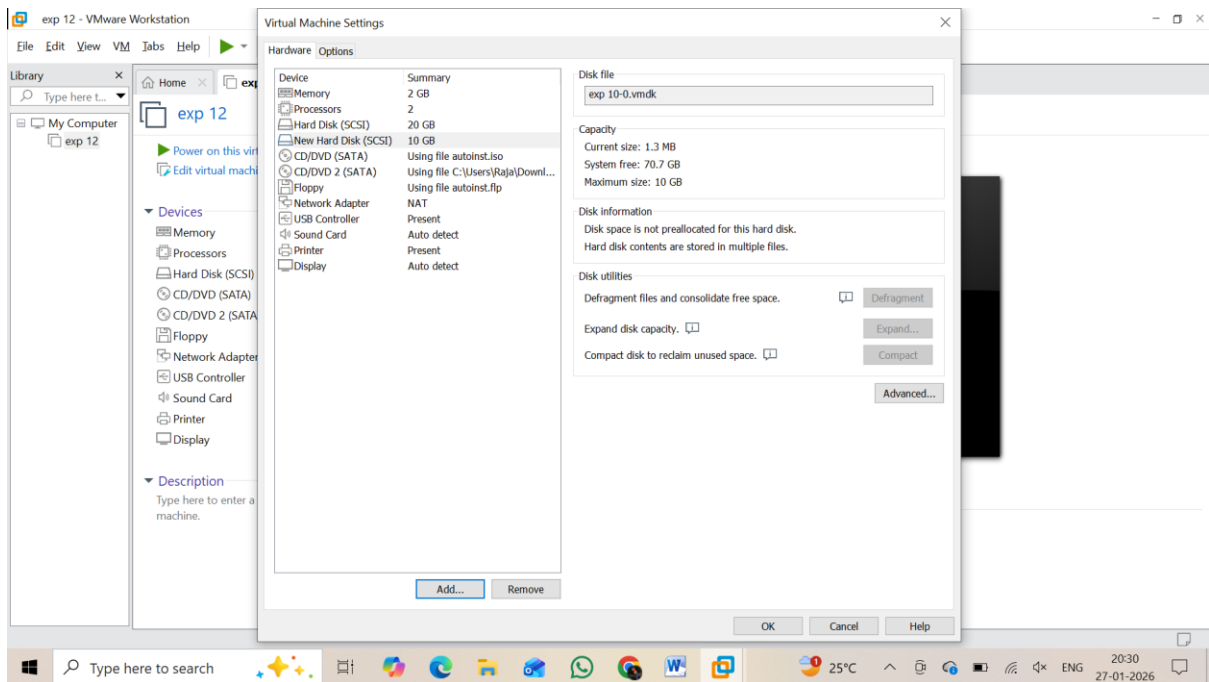 exp 12 - VMware Workstation
File Edit View VM Tabs Help
Library
Type here t...
My Computer
exp 12
Home
exp 12
Power on this virt
Edit virtual machi
Devices
Memory
Processors
Hard Disk (SCSI)
CD/DVD (SATA)
CD/DVD 2 (SATA
Floppy
Network Adapter
USB Controller
Sound Card
Printer
Display
Description
Type here to enter a
machine.
Virtual Machine Settings
Hardware Options
Device Summary
Memory 2 GB
Processors 2
Hard Disk (SCSI) 20 GB
New Hard Disk (SCSI) 10 GB
CD/DVD (SATA) Using file autoinst.iso
CD/DVD 2 (SATA) Using file C:\Users\Raja\Downl...
Floppy Using file autoinst.flp
Network Adapter NAT
USB Controller Present
Sound Card Auto detect
Printer Present
Display Auto detect
Add... Remove
Disk file
exp 10-0.vmdk
Capacity
Current size: 1.3 MB
System free: 70.7 GB
Maximum size: 10 GB
Disk information
Disk space is not preallocated for this hard disk.
Hard disk contents are stored in multiple files.
Disk utilities
Defragment files and consolidate free space. Defragment
Expand disk capacity. Expand...
Compact disk to reclaim unused space. Compact
Advanced...
OK Cancel Help
Type here to search
25°C
ENG
20:30
27-01-2026